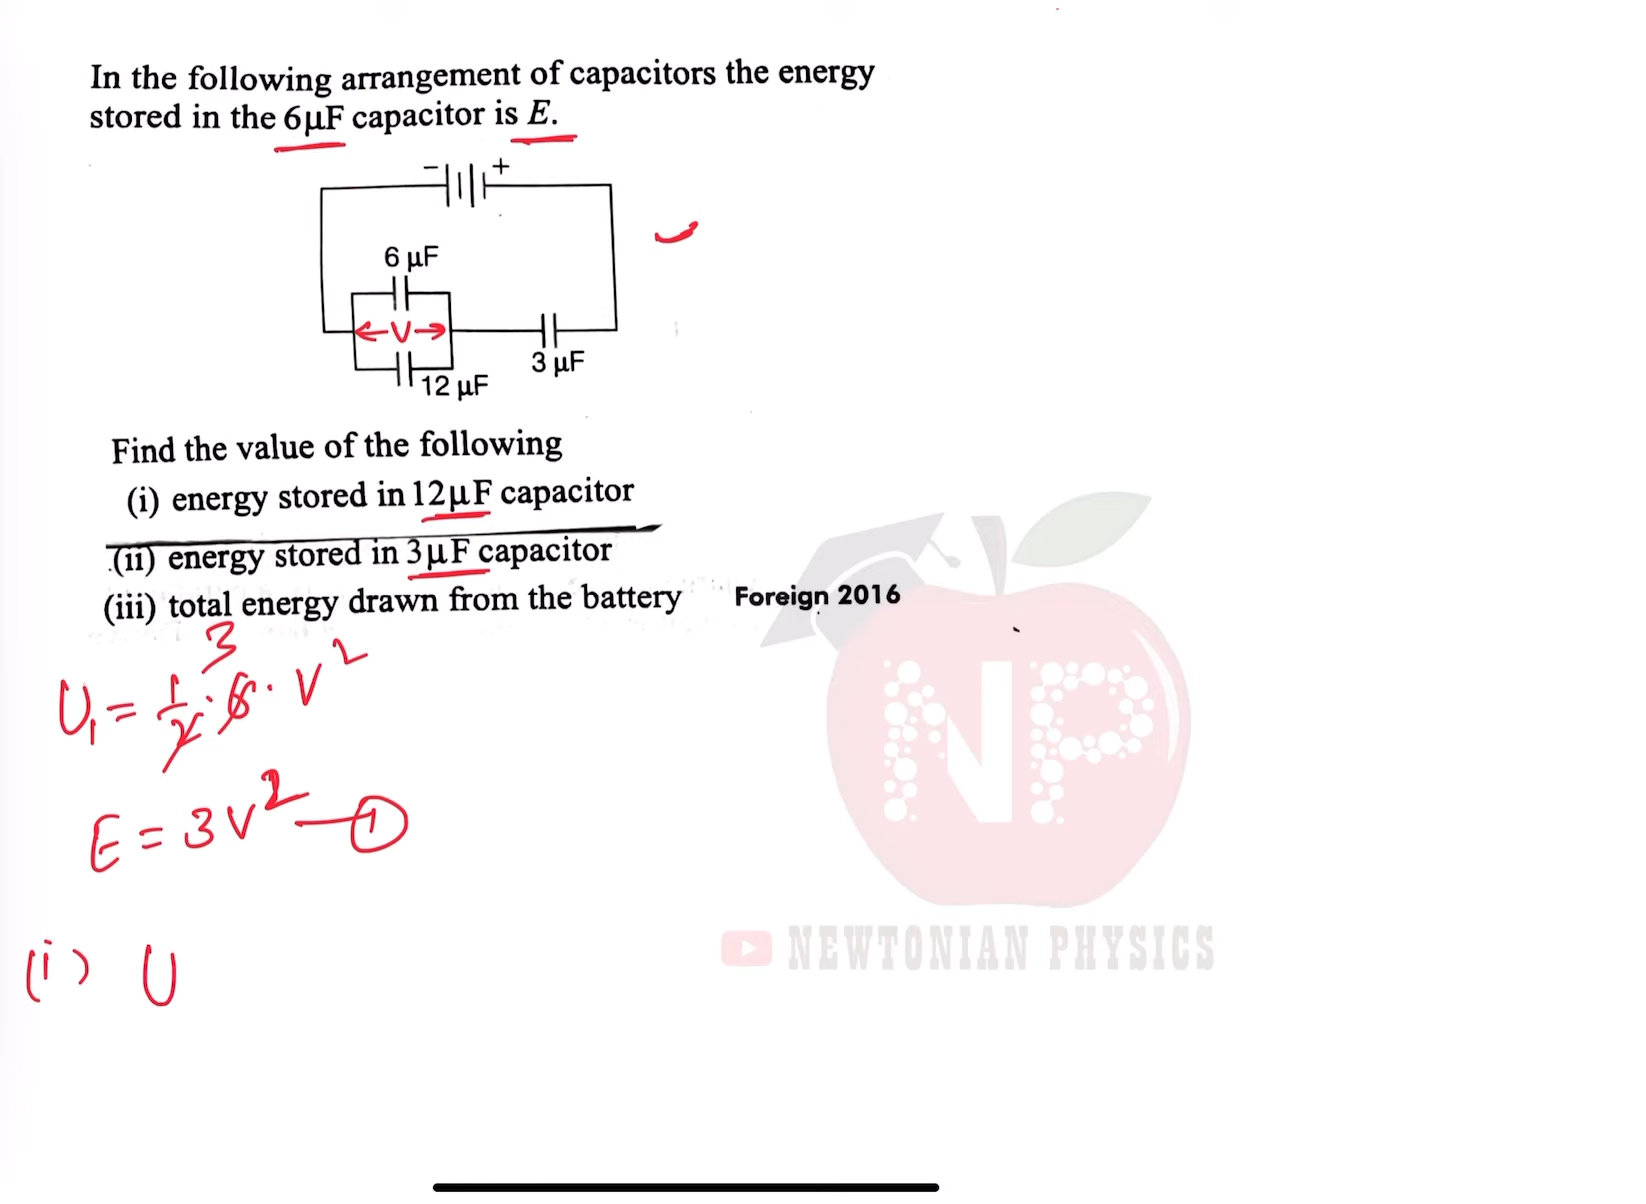 In the following arrangement of capacitors the energy
stored in the 6μF capacitor is E.
- +
6 μF
V
12 μF
3 μF
Find the value of the following
(i) energy stored in 12μF capacitor
(ii) energy stored in 3μF capacitor
(iii) total energy drawn from the battery Foreign 2016
3
U₁ = 1/2 · 6 · V²
E = 3V² — ①
(i) U
NP
NEWTONIAN PHYSICS